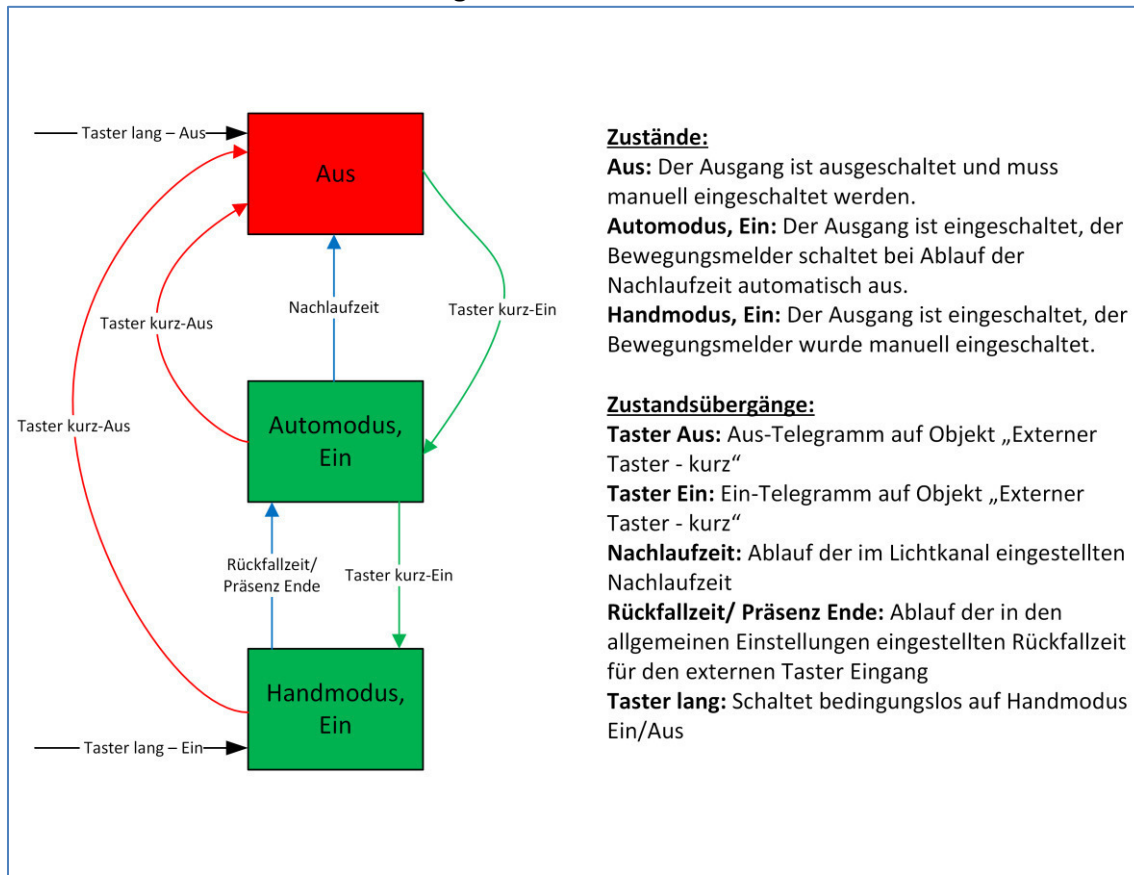 Taster lang – Aus
Aus
Nachlaufzeit
Taster kurz-Ein
Taster kurz-Aus
Taster kurz-Aus
Automodus,
Ein
Rückfallzeit/
Präsenz Ende
Taster kurz-Ein
Handmodus,
Ein
Taster lang – Ein
Zustände:
Aus: Der Ausgang ist ausgeschaltet und muss
manuell eingeschaltet werden.
Automodus, Ein: Der Ausgang ist eingeschaltet, der
Bewegungsmelder schaltet bei Ablauf der
Nachlaufzeit automatisch aus.
Handmodus, Ein: Der Ausgang ist eingeschaltet, der
Bewegungsmelder wurde manuell eingeschaltet.
Zustandsübergänge:
Taster Aus: Aus-Telegramm auf Objekt „Externer
Taster - kurz“
Taster Ein: Ein-Telegramm auf Objekt „Externer
Taster - kurz“
Nachlaufzeit: Ablauf der im Lichtkanal eingestellten
Nachlaufzeit
Rückfallzeit/ Präsenz Ende: Ablauf der in den
allgemeinen Einstellungen eingestellten Rückfallzeit
für den externen Taster Eingang
Taster lang: Schaltet bedingungslos auf Handmodus
Ein/Aus